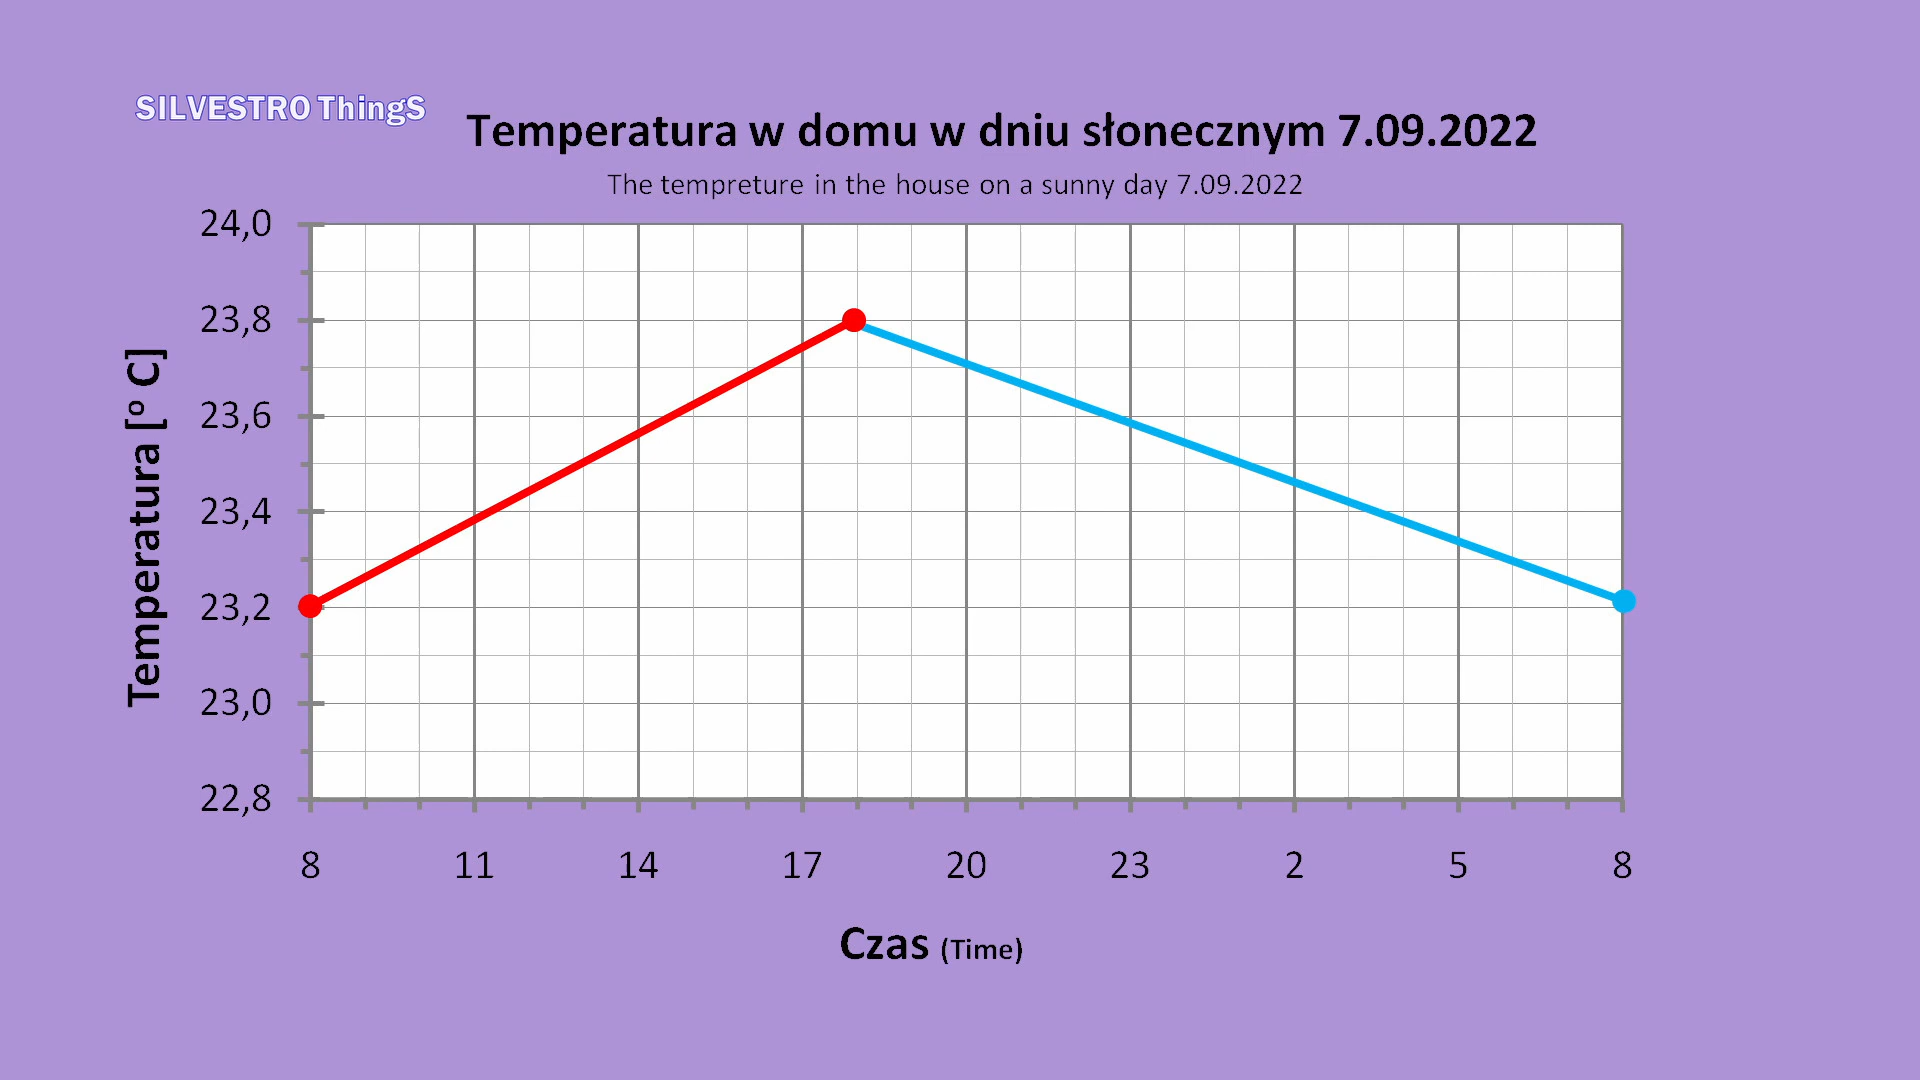 SILVESTRO ThingS
Temperatura w domu w dniu słonecznym 7.09.2022
The tempreture in the house on a sunny day 7.09.2022
Temperatura [º C]
24,0
23,8
23,6
23,4
23,2
23,0
22,8
8 11 14 17 20 23 2 5 8
Czas (Time)